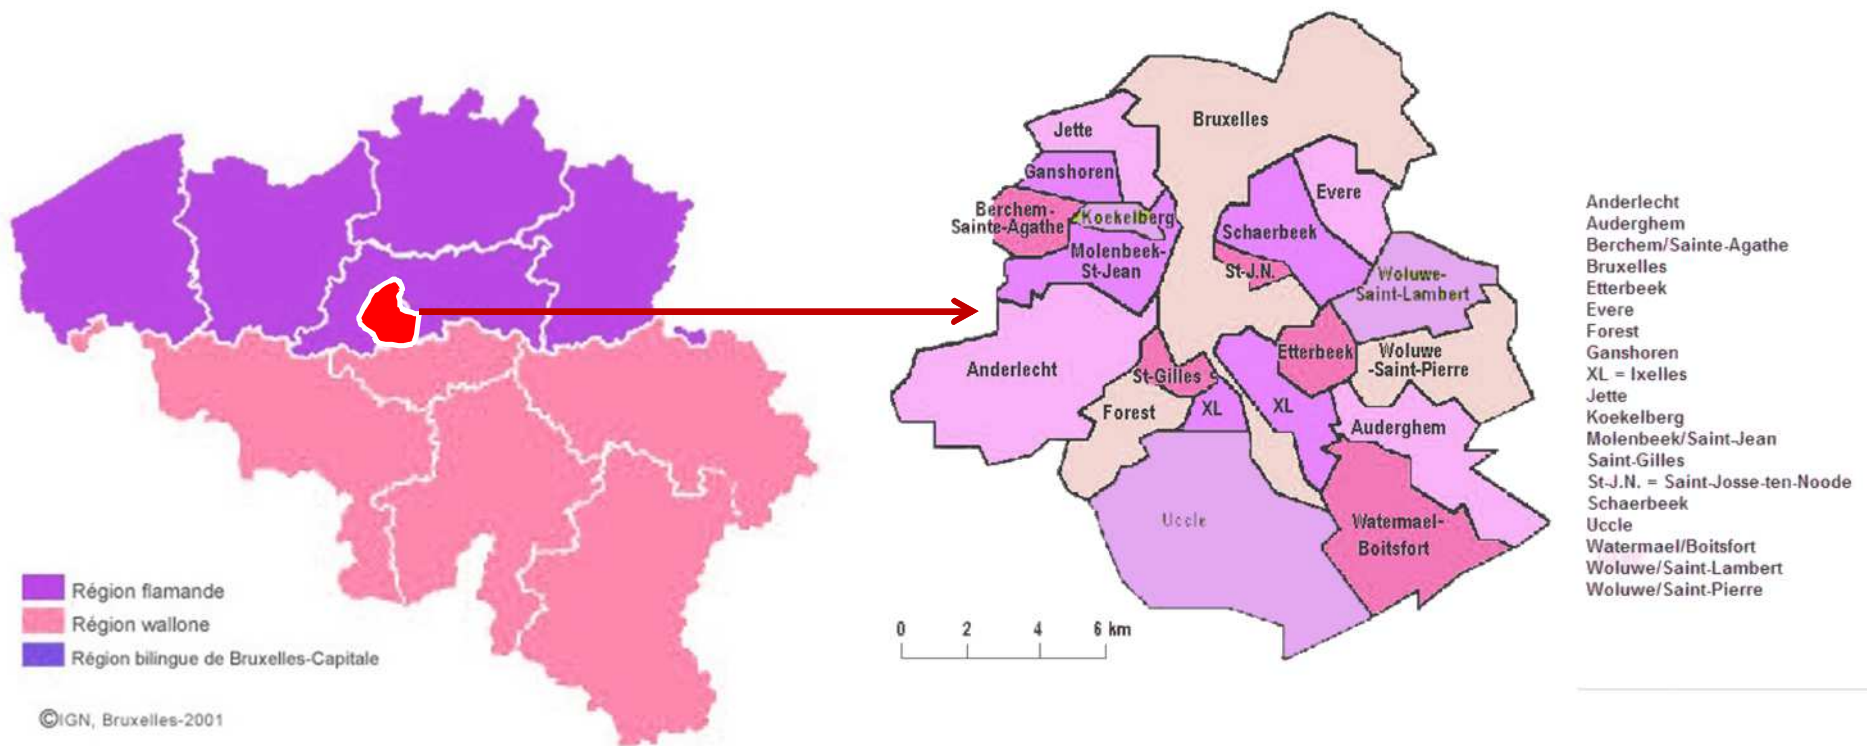 Région flamande
Région wallone
Région bilingue de Bruxelles-Capitale
©IGN, Bruxelles-2001
Bruxelles
Jette
Ganshoren
Evere
Berchem-
Sainte-Agathe
Koekelberg
Schaerbeek
Molenbeek-
St-Jean
St-J.N.
Woluwe-
Saint-Lambert
Anderlecht
St-Gilles
Etterbeek
Woluwe
-Saint-Pierre
Forest
XL
XL
Auderghem
Uccle
Watermael-
Boitsfort
0 2 4 6 km
Anderlecht
Auderghem
Berchem/Sainte-Agathe
Bruxelles
Etterbeek
Evere
Forest
Ganshoren
XL = Ixelles
Jette
Koekelberg
Molenbeek/Saint-Jean
Saint-Gilles
St-J.N. = Saint-Josse-ten-Noode
Schaerbeek
Uccle
Watermael/Boitsfort
Woluwe/Saint-Lambert
Woluwe/Saint-Pierre